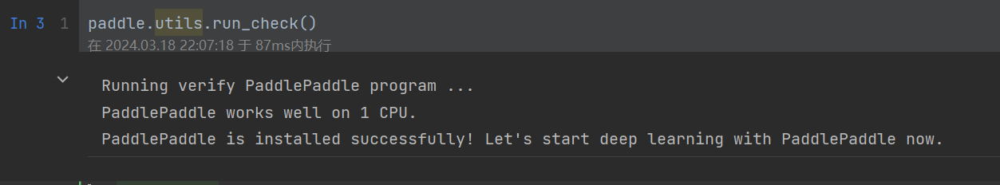 In 3 1 paddle.utils.run_check()
在 2024.03.18 22:07:18 于 87ms内执行
Running verify PaddlePaddle program ...
PaddlePaddle works well on 1 CPU.
PaddlePaddle is installed successfully! Let's start deep learning with PaddlePaddle now.